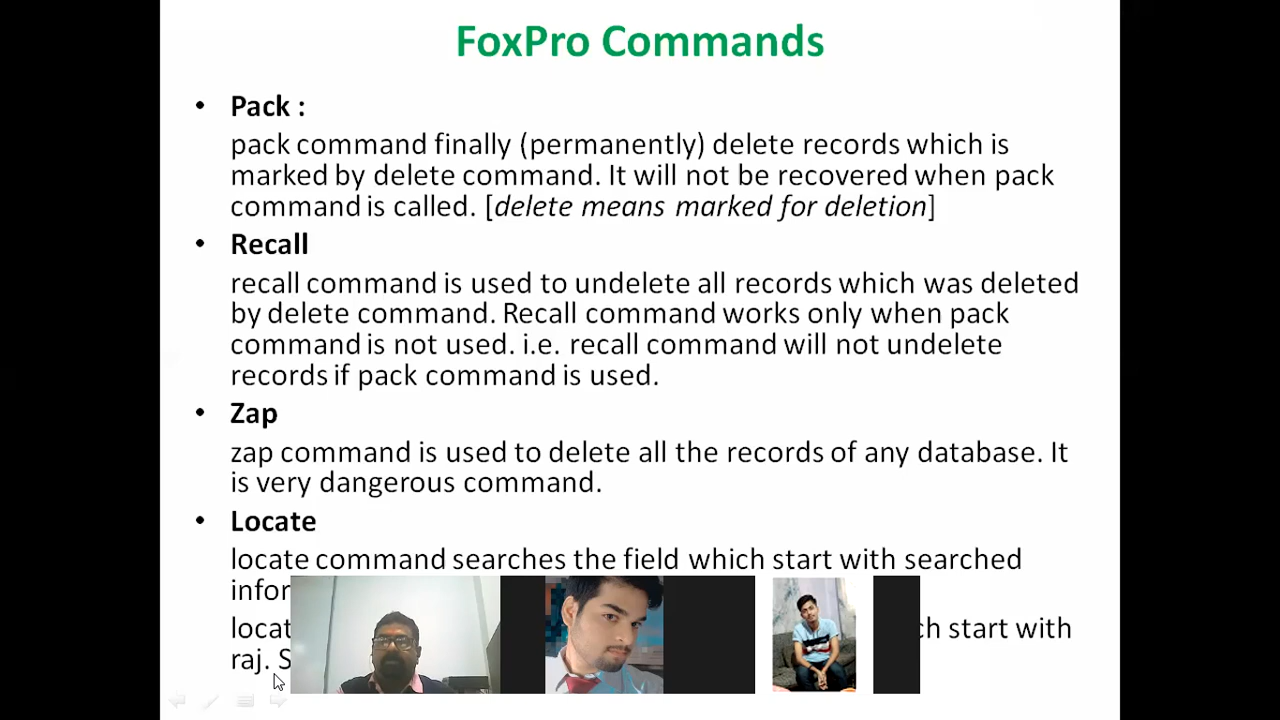 FoxPro Commands
• Pack :
pack command finally (permanently) delete records which is
marked by delete command. It will not be recovered when pack
command is called. [delete means marked for deletion]
• Recall
recall command is used to undelete all records which was deleted
by delete command. Recall command works only when pack
command is not used. i.e. recall command will not undelete
records if pack command is used.
• Zap
zap command is used to delete all the records of any database. It
is very dangerous command.
• Locate
locate command searches the field which start with searched
start with
raj.